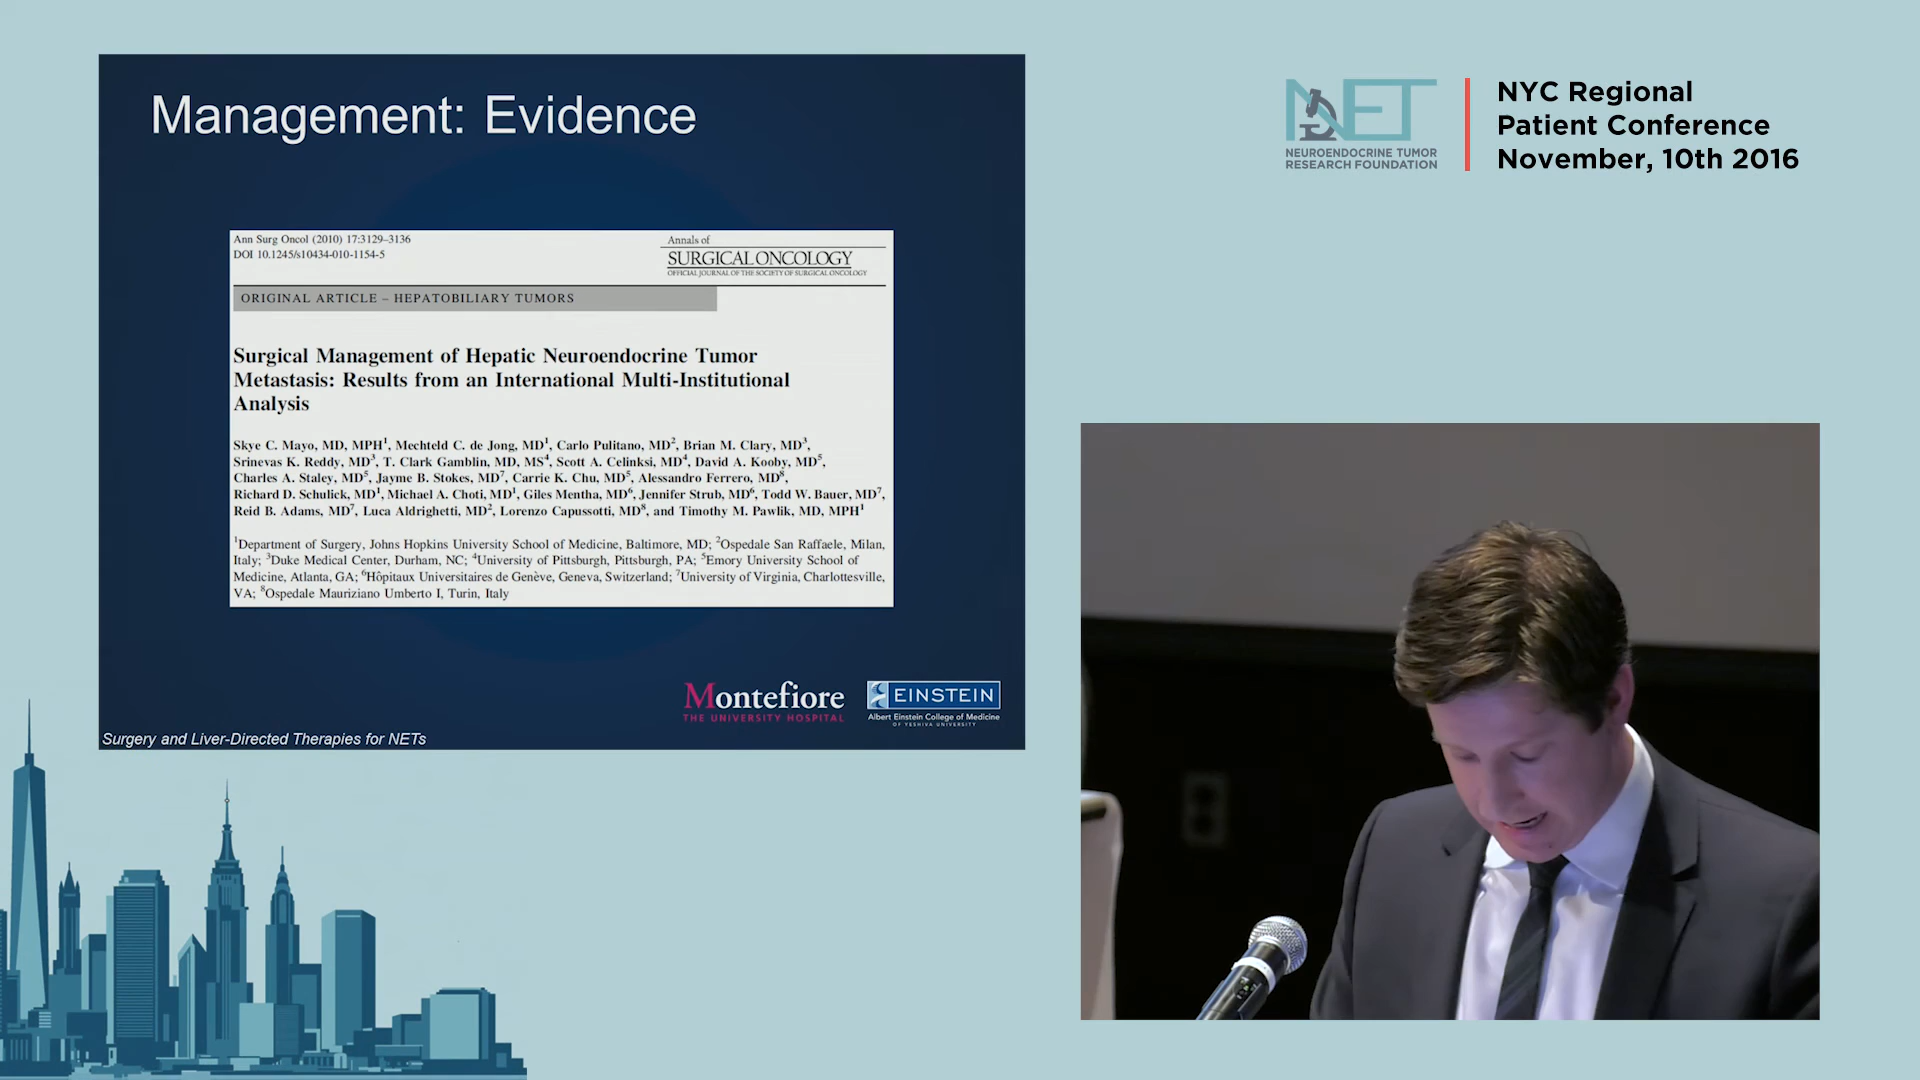 Management: Evidence
Ann Surg Oncol (2010) 17:3129–3136
DOI 10.1245/s10434-010-1154-5
Annals of
SURGICAL ONCOLOGY
OFFICIAL JOURNAL OF THE SOCIETY OF SURGICAL ONCOLOGY
ORIGINAL ARTICLE – HEPATOBILIARY TUMORS
Surgical Management of Hepatic Neuroendocrine Tumor
Metastasis: Results from an International Multi-Institutional
Analysis
Skye C. Mayo, MD, MPH1, Mechteld C. de Jong, MD1, Carlo Pulitano, MD2, Brian M. Clary, MD3,
Srinevas K. Reddy, MD3, T. Clark Gamblin, MD, MS4, Scott A. Celinksi, MD4, David A. Kooby, MD5,
Charles A. Staley, MD5, Jayme B. Stokes, MD7, Carrie K. Chu, MD5, Alessandro Ferrero, MD8,
Richard D. Schulick, MD1, Michael A. Choti, MD1, Giles Mentha, MD6, Jennifer Strub, MD6, Todd W. Bauer, MD7,
Reid B. Adams, MD7, Luca Aldrighetti, MD2, Lorenzo Capussotti, MD8, and Timothy M. Pawlik, MD, MPH1
1Department of Surgery, Johns Hopkins University School of Medicine, Baltimore, MD; 2Ospedale San Raffaele, Milan,
Italy; 3Duke Medical Center, Durham, NC; 4University of Pittsburgh, Pittsburgh, PA; 5Emory University School of
Medicine, Atlanta, GA; 6Hôpitaux Universitaires de Genève, Geneva, Switzerland; 7University of Virginia, Charlottesville,
VA; 8Ospedale Mauriziano Umberto I, Turin, Italy
Montefiore
THE UNIVERSITY HOSPITAL
EINSTEIN
Albert Einstein College of Medicine
OF YESHIVA UNIVERSITY
Surgery and Liver-Directed Therapies for NETs
NET
NEUROENDOCRINE TUMOR
RESEARCH FOUNDATION
NYC Regional
Patient Conference
November, 10th 2016